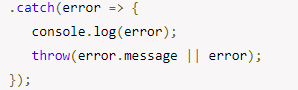 .catch(error => {
console.log(error);
throw(error.message || error);
});